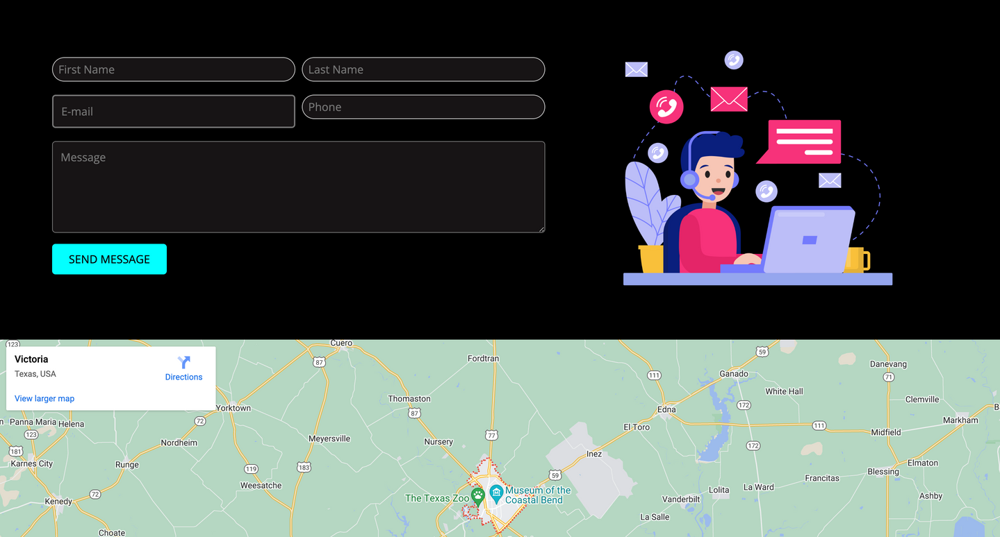 First Name
Last Name
E-mail
Phone
Message
SEND MESSAGE
Victoria
Texas, USA
Directions
View larger map
123
Cuero
87
Fordtran
59
Danevang
71
111
Ganado
White Hall
Yorktown
Thomaston
87
Edna
172
Clemville
Panna Maria
Helena
72
123
Nordheim
Meyersville
Nursery
77
El Toro
111
Midfield
Markham
172
181
Karnes City
Runge
119
183
Inez
59
Elmaton
Blessing
Francitas
Weesatche
72
Kenedy
The Texas Zoo
Museum of the
Coastal Bend
Lolita
La Ward
Vanderbilt
Ashby
La Salle
Choate